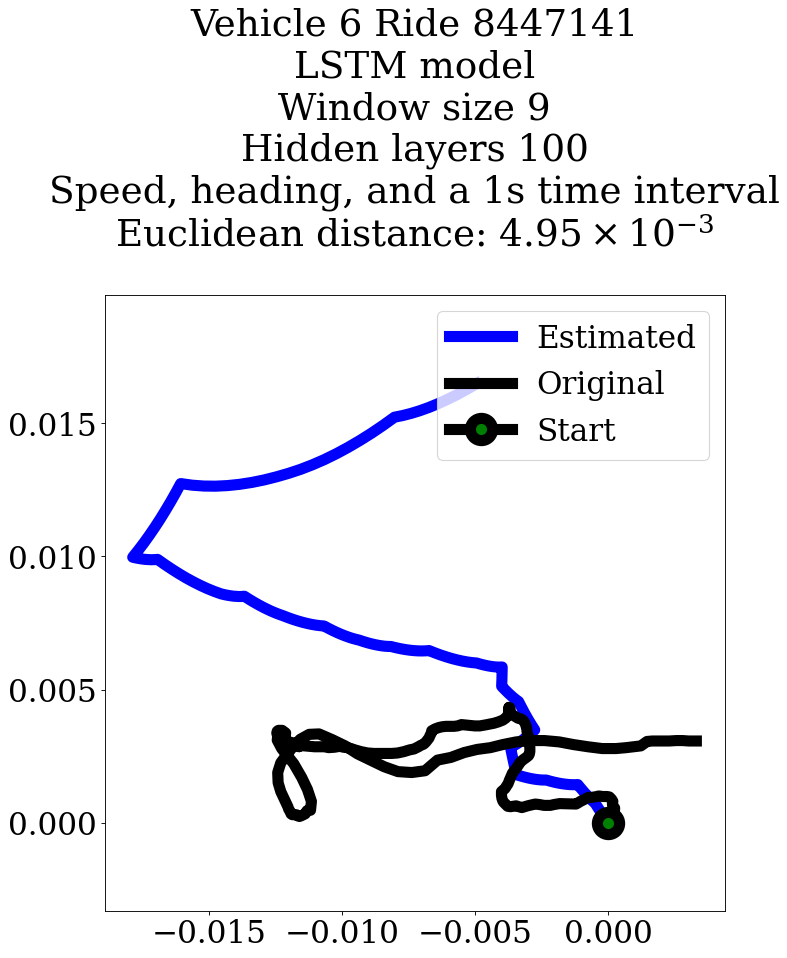 Vehicle 6 Ride 8447141
LSTM model
Window size 9
Hidden layers 100
Speed, heading, and a 1s time interval
Euclidean distance: 4.95 × 10⁻³
Estimated
Original
Start
0.015
0.010
0.005
0.000
−0.015 −0.010 −0.005 0.000